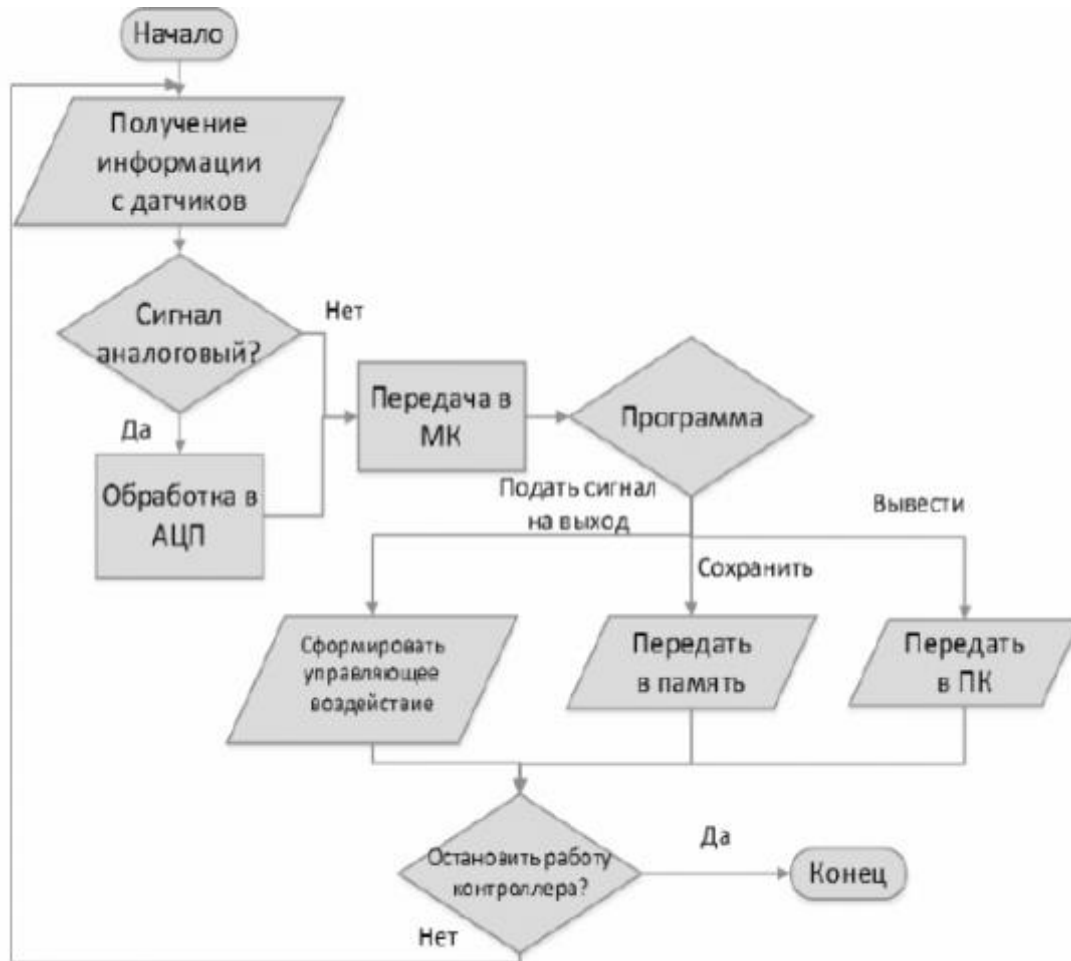 Начало
Получение
информации
с датчиков
Сигнал
аналоговый?
Нет
Да
Обработка в
АЦП
Передача в
МК
Программа
Подать сигнал
на выход
Сохранить
Вывести
Сформировать
управляющее
воздействие
Передать
в память
Передать
в ПК
Остановить работу
контроллера?
Да
Конец
Нет